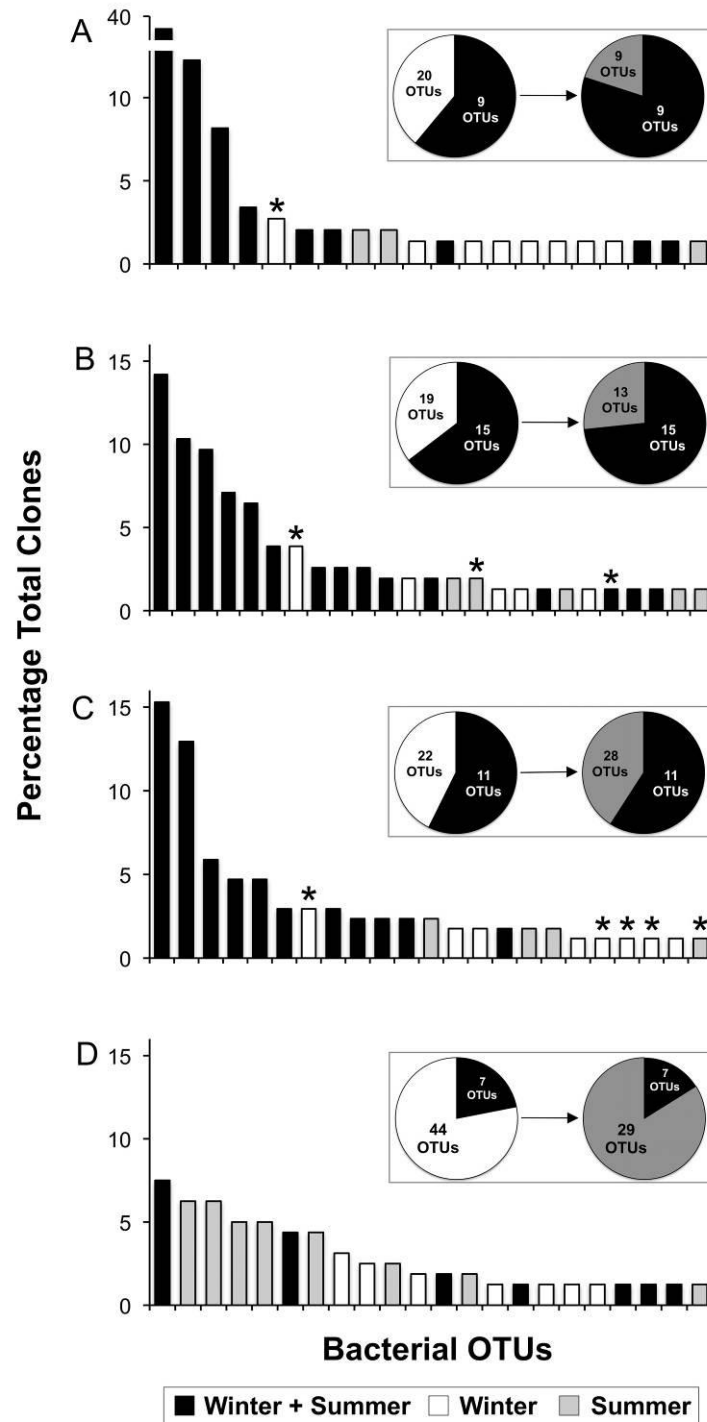 Percentage Total Clones
A
40
10
5
0
*
20 OTUs
9 OTUs
9 OTUs
9 OTUs
B
15
10
5
0
*
*
*
19 OTUs
15 OTUs
13 OTUs
15 OTUs
C
15
10
5
0
*
* * *
*
22 OTUs
11 OTUs
28 OTUs
11 OTUs
D
15
10
5
0
44 OTUs
7 OTUs
29 OTUs
7 OTUs
Bacterial OTUs
Winter + Summer Winter Summer